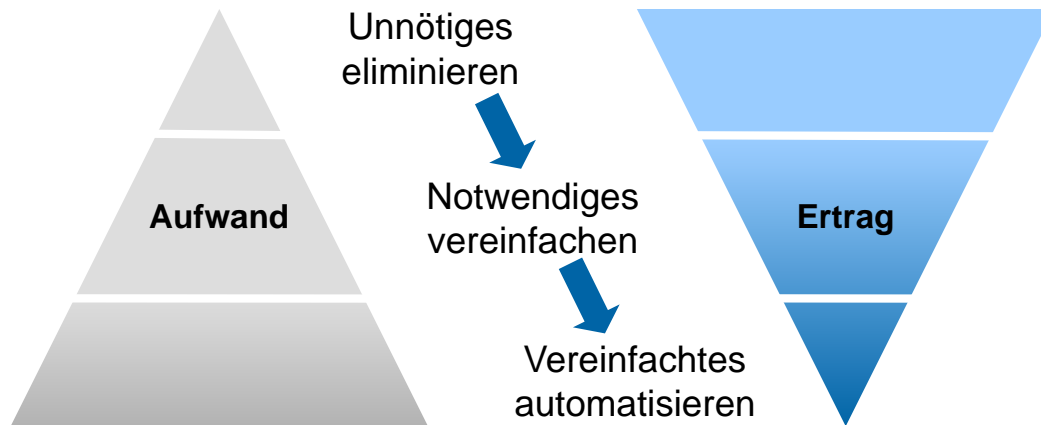 Unnötiges
eliminieren
Aufwand
Notwendiges
vereinfachen
Ertrag
Vereinfachtes
automatisieren